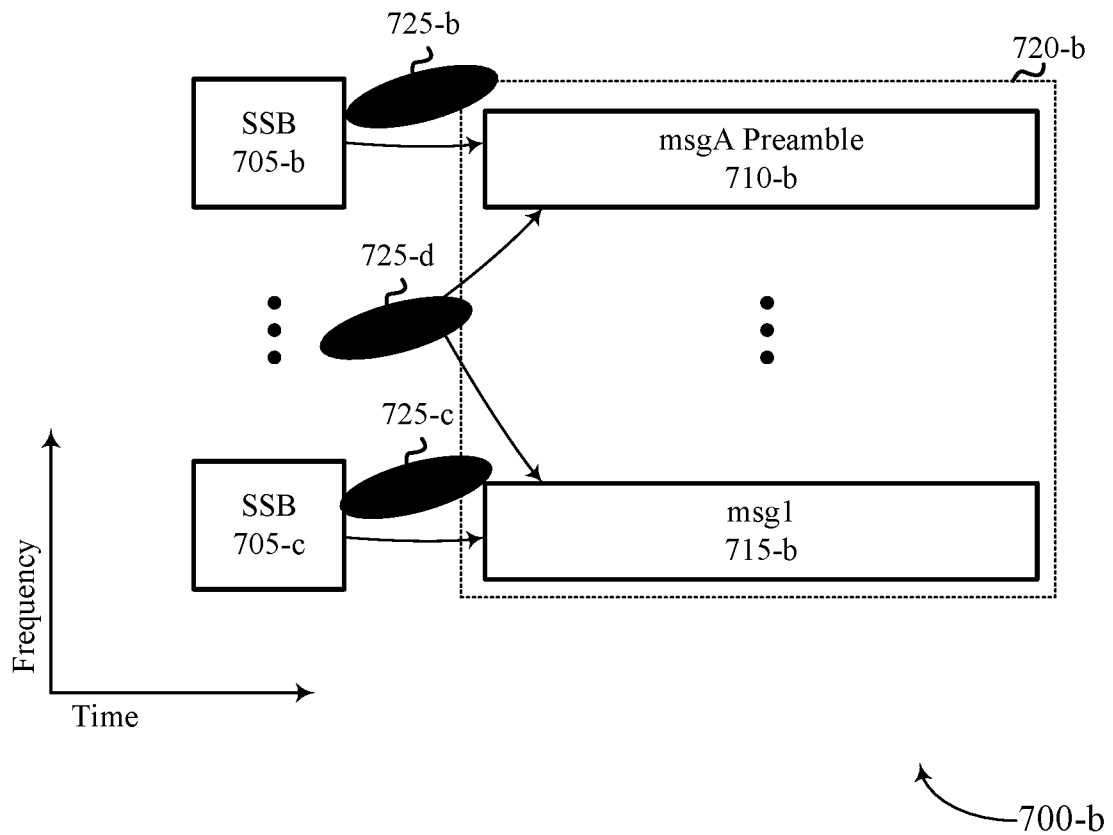 725-b
720-b
SSB
705-b
msgA Preamble
710-b
725-d
725-c
SSB
705-c
msg1
715-b
Frequency
Time
700-b